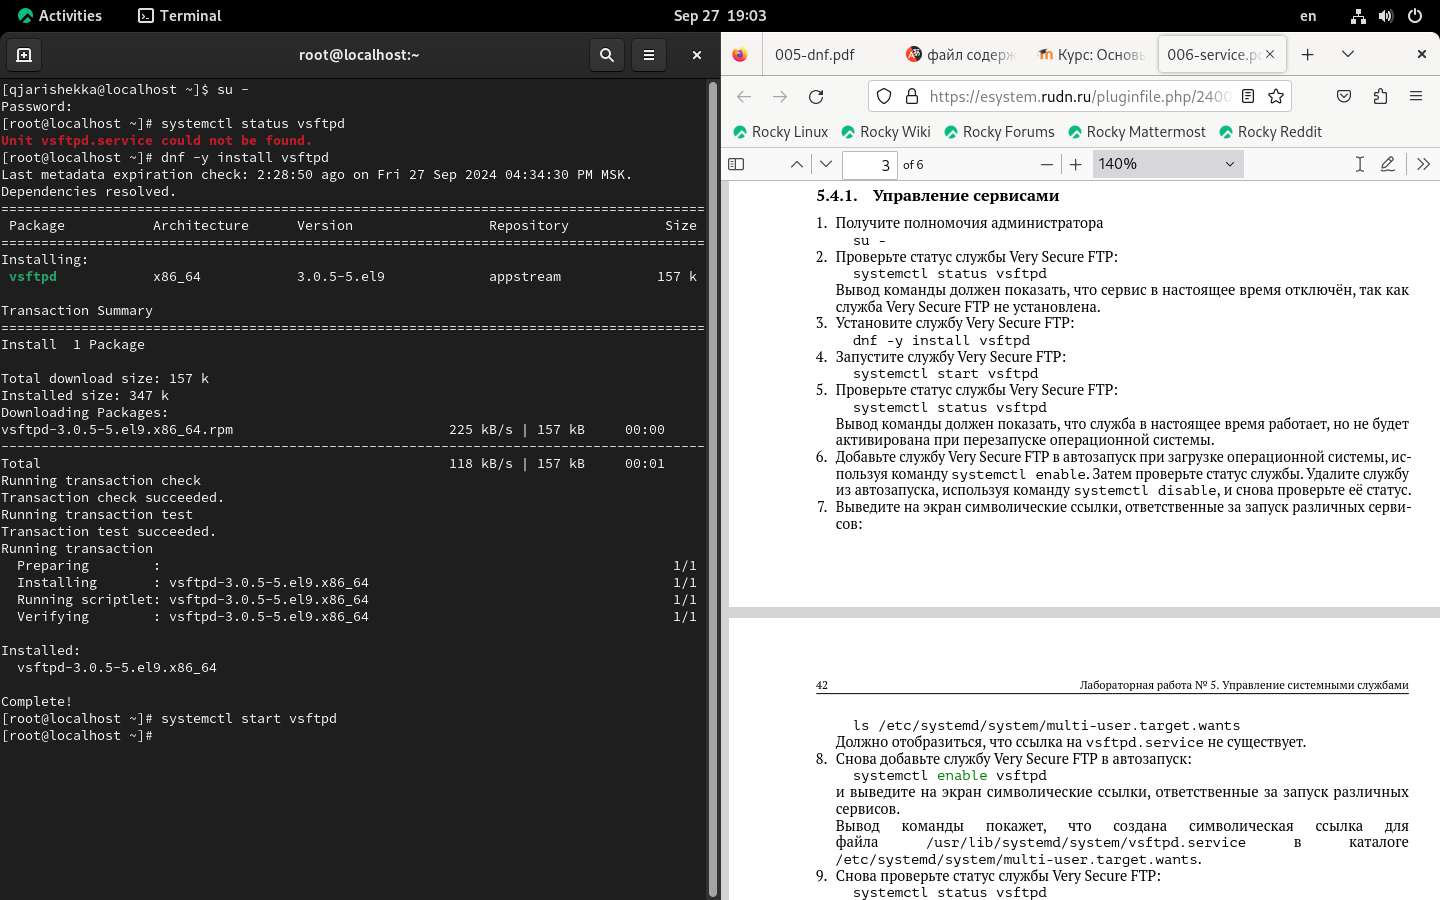 Activities Terminal Sep 27 19:03 en
root@localhost:~
[qjarishekka@localhost ~]$ su -
Password:
[root@localhost ~]# systemctl status vsftpd
Unit vsftpd.service could not be found.
[root@localhost ~]# dnf -y install vsftpd
Last metadata expiration check: 2:28:50 ago on Fri 27 Sep 2024 04:34:30 PM MSK.
Dependencies resolved.
========================================================================================
Package Architecture Version Repository Size
========================================================================================
Installing:
vsftpd x86_64 3.0.5-5.el9 appstream 157 k
Transaction Summary
========================================================================================
Install 1 Package
Total download size: 157 k
Installed size: 347 k
Downloading Packages:
vsftpd-3.0.5-5.el9.x86_64.rpm 225 kB/s | 157 kB 00:00
----------------------------------------------------------------------------------------
Total 118 kB/s | 157 kB 00:01
Running transaction check
Transaction check succeeded.
Running transaction test
Transaction test succeeded.
Running transaction
Preparing : 1/1
Installing : vsftpd-3.0.5-5.el9.x86_64 1/1
Running scriptlet: vsftpd-3.0.5-5.el9.x86_64 1/1
Verifying : vsftpd-3.0.5-5.el9.x86_64 1/1
Installed:
vsftpd-3.0.5-5.el9.x86_64
Complete!
[root@localhost ~]# systemctl start vsftpd
[root@localhost ~]#
005-dnf.pdf файл содерж Курс: Основы 006-service.pd
https://esystem.rudn.ru/pluginfile.php/2400
Rocky Linux Rocky Wiki Rocky Forums Rocky Mattermost Rocky Reddit
3 of 6 140%
5.4.1. Управление сервисами
1. Получите полномочия администратора
su -
2. Проверьте статус службы Very Secure FTP:
systemctl status vsftpd
Вывод команды должен показать, что сервис в настоящее время отключён, так как
служба Very Secure FTP не установлена.
3. Установите службу Very Secure FTP:
dnf -y install vsftpd
4. Запустите службу Very Secure FTP:
systemctl start vsftpd
5. Проверьте статус службы Very Secure FTP:
systemctl status vsftpd
Вывод команды должен показать, что служба в настоящее время работает, но не будет
активирована при перезапуске операционной системы.
6. Добавьте службу Very Secure FTP в автозапуск при загрузке операционной системы, ис-
пользуя команду systemctl enable. Затем проверьте статус службы. Удалите службу
из автозапуска, используя команду systemctl disable, и снова проверьте её статус.
7. Выведите на экран символические ссылки, ответственные за запуск различных серви-
сов:
42 Лабораторная работа № 5. Управление системными службами
ls /etc/systemd/system/multi-user.target.wants
Должно отобразиться, что ссылка на vsftpd.service не существует.
8. Снова добавьте службу Very Secure FTP в автозапуск:
systemctl enable vsftpd
и выведите на экран символические ссылки, ответственные за запуск различных
сервисов.
Вывод команды покажет, что создана символическая ссылка для
файла /usr/lib/systemd/system/vsftpd.service в каталоге
/etc/systemd/system/multi-user.target.wants.
9. Снова проверьте статус службы Very Secure FTP:
systemctl status vsftpd